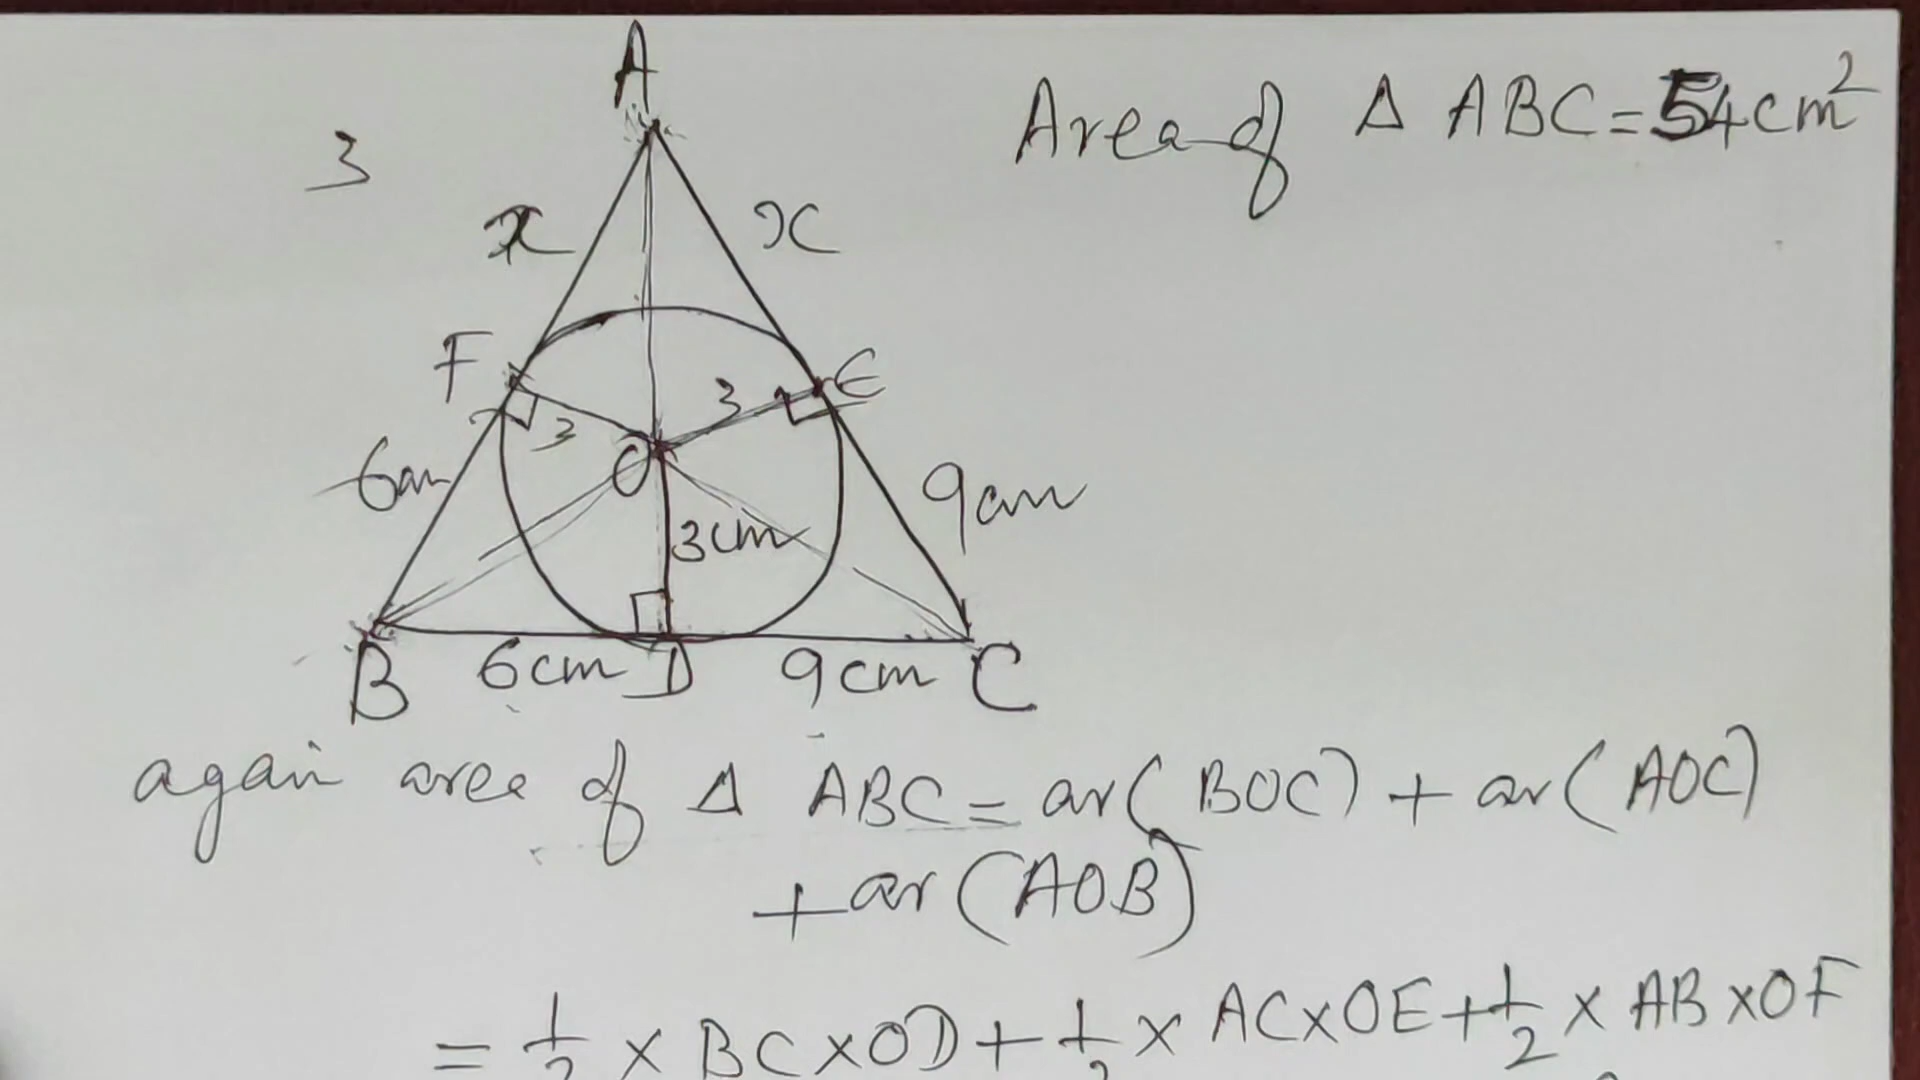 A
Area of Δ ABC = 54 cm²
3
x x
F E
3 3
O
6cm 9cm
3cm
B 6cm D 9cm C
again area of Δ ABC = ar( BOC) + ar( AOC)
+ ar (AOB)
= 1/2 × BC × OD + 1/2 × AC × OE + 1/2 × AB × OF